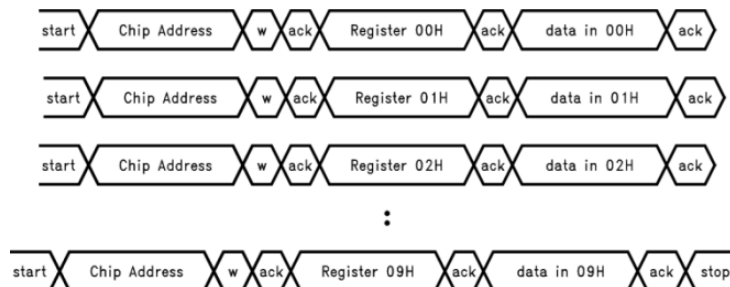 start Chip Address w ack Register 00H ack data in 00H ack
start Chip Address w ack Register 01H ack data in 01H ack
start Chip Address w ack Register 02H ack data in 02H ack
:
start Chip Address w ack Register 09H ack data in 09H ack stop